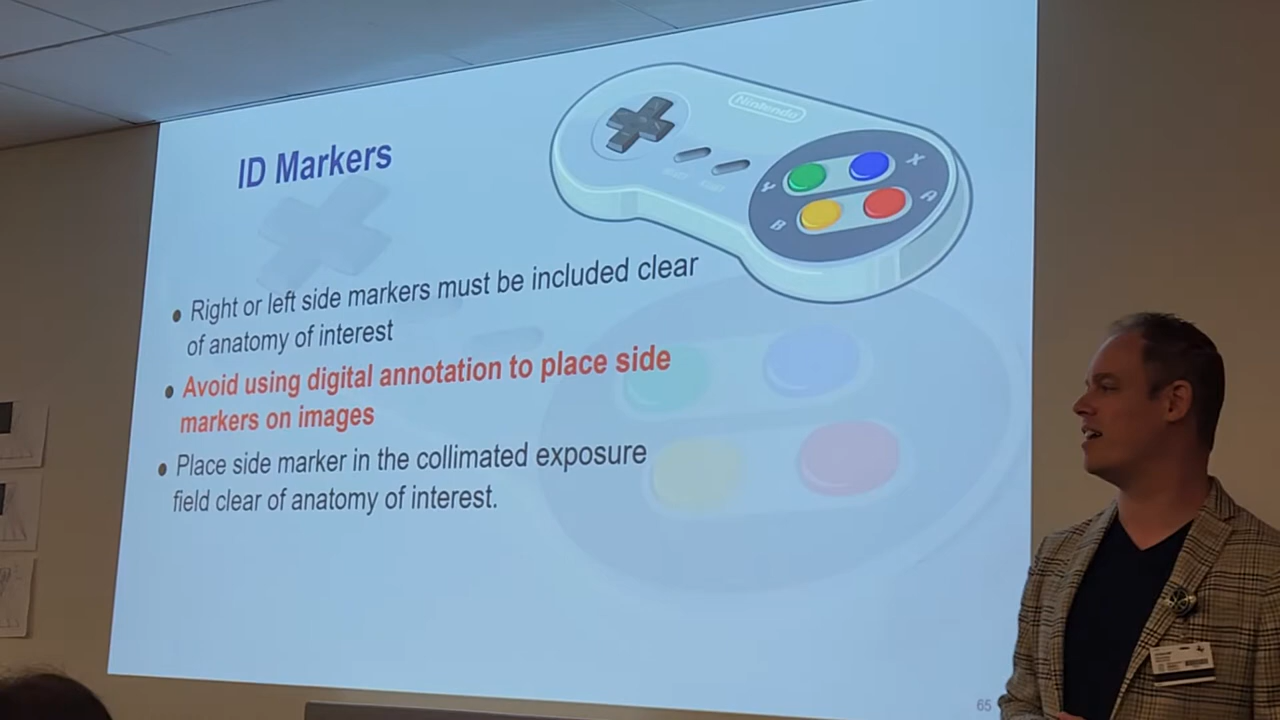 Nintendo
ID Markers
X
Y
A
B
Right or left side markers must be included clear
of anatomy of interest
Avoid using digital annotation to place side
markers on images
Place side marker in the collimated exposure
field clear of anatomy of interest.
65